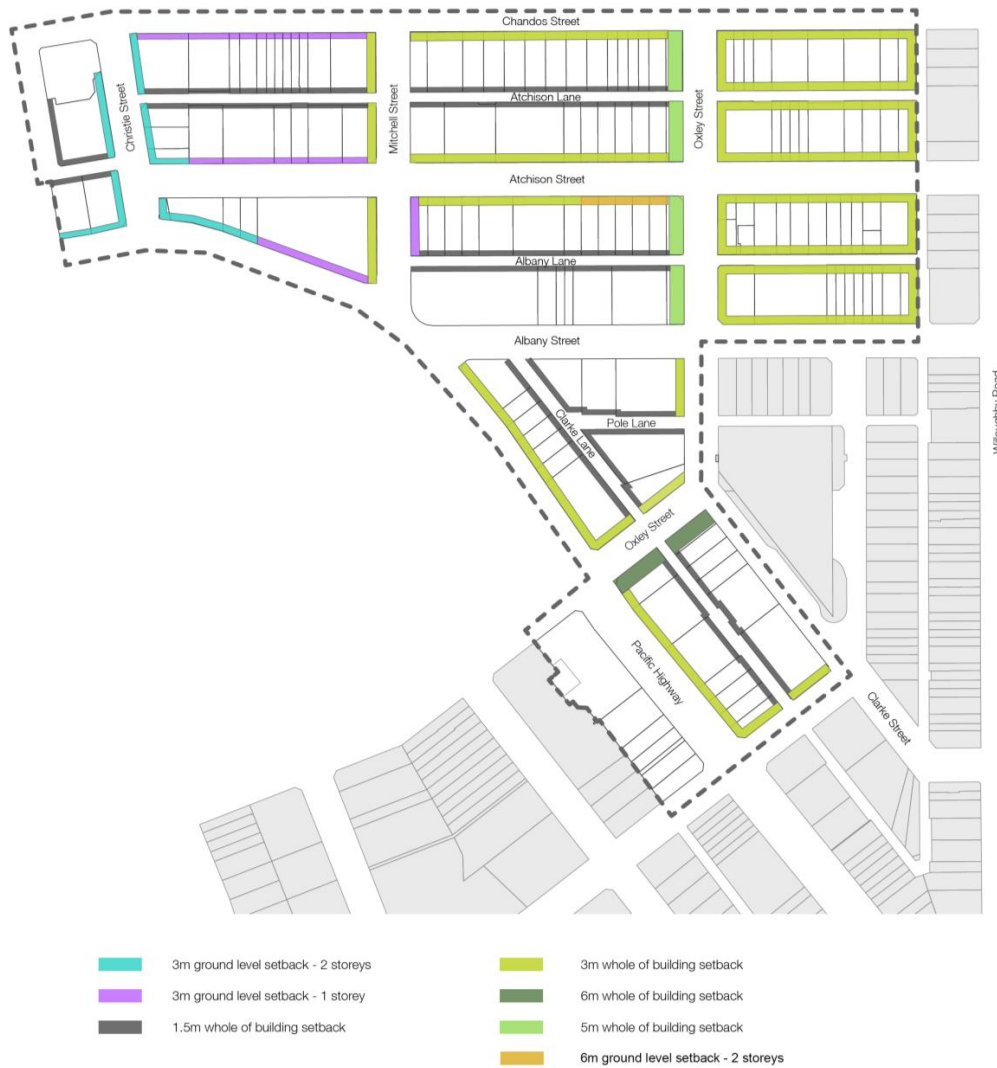 Chandos Street
Christie Street
Mitchell Street
Atchison Lane
Oxley Street
Atchison Street
Albany Lane
Albany Street
Willoughby Road
Clarke Lane
Pole Lane
Oxley Street
Pacific Highway
Clarke Street
3m ground level setback - 2 storeys
3m ground level setback - 1 storey
1.5m whole of building setback
3m whole of building setback
6m whole of building setback
5m whole of building setback
6m ground level setback - 2 storeys